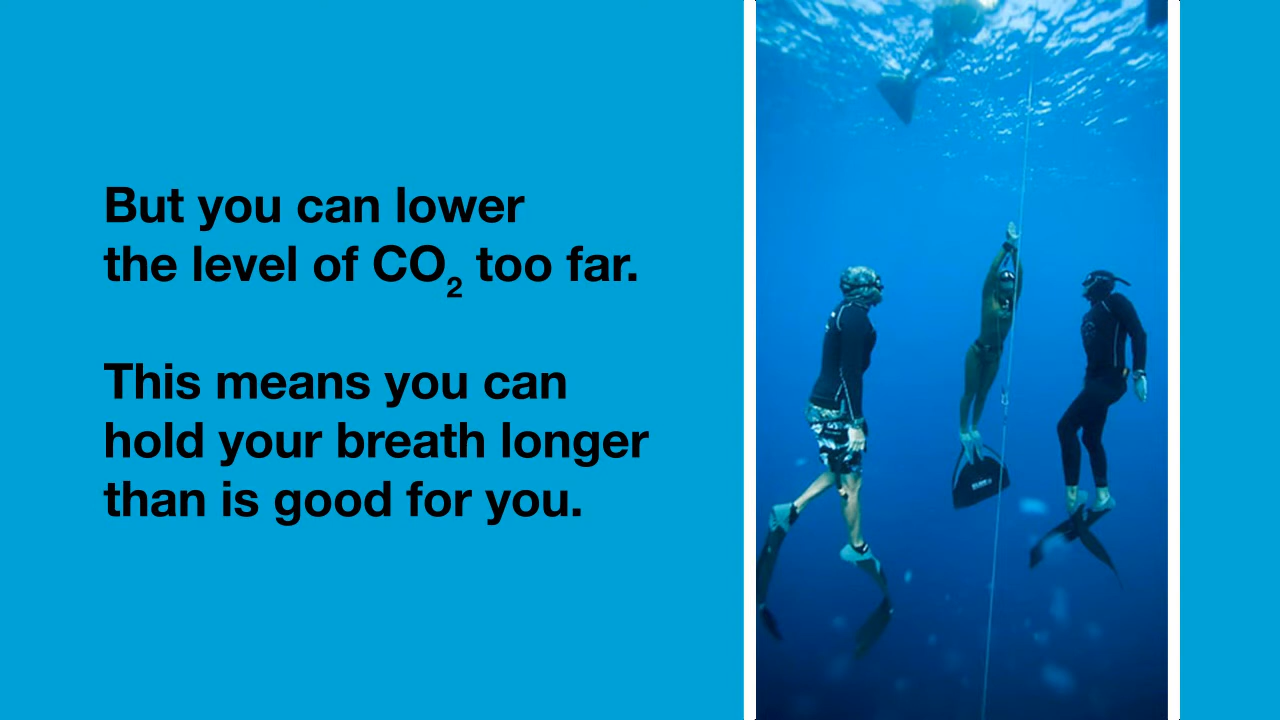 But you can lower
the level of CO₂ too far.
This means you can
hold your breath longer
than is good for you.